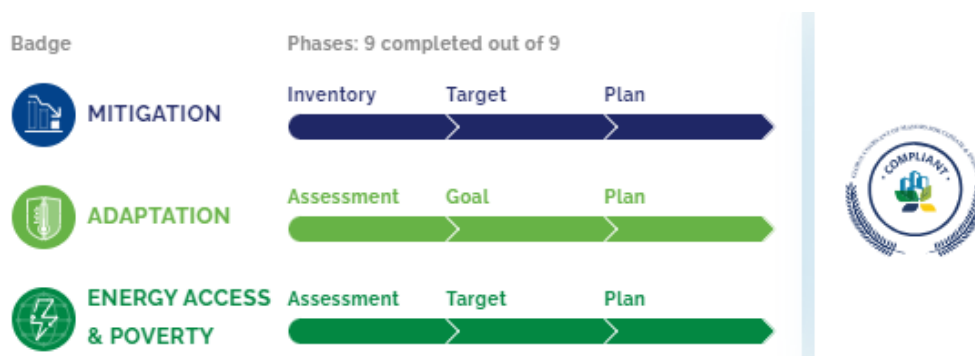 Badge
Phases: 9 completed out of 9
MITIGATION
Inventory
Target
Plan
ADAPTATION
Assessment
Goal
Plan
ENERGY ACCESS
& POVERTY
Assessment
Target
Plan
· COMPLIANT ·